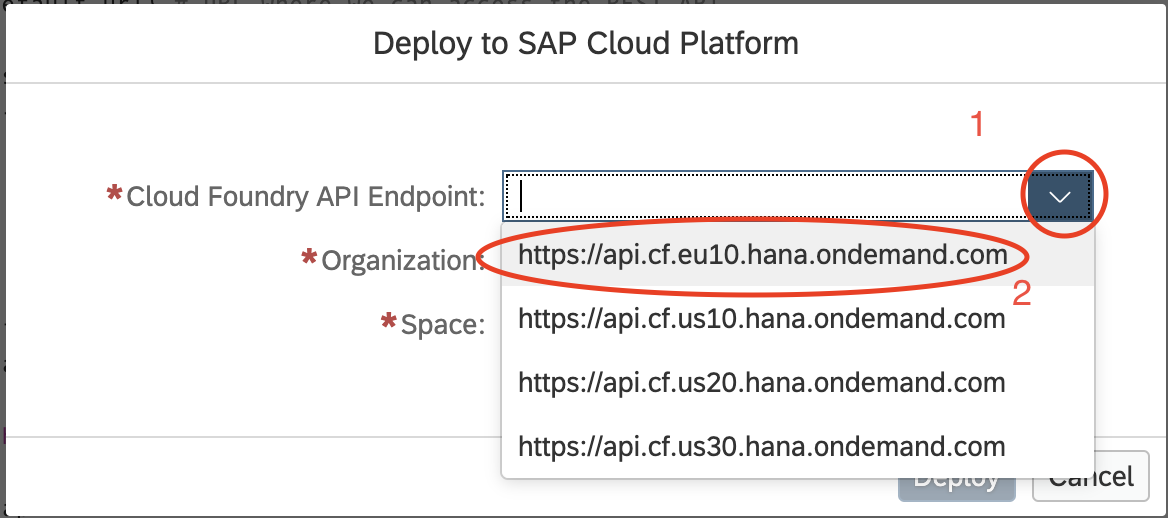 Deploy to SAP Cloud Platform
1
*Cloud Foundry API Endpoint:
*Organization:
https://api.cf.eu10.hana.ondemand.com
2
*Space:
https://api.cf.us10.hana.ondemand.com
https://api.cf.us20.hana.ondemand.com
https://api.cf.us30.hana.ondemand.com
Deploy
Cancel